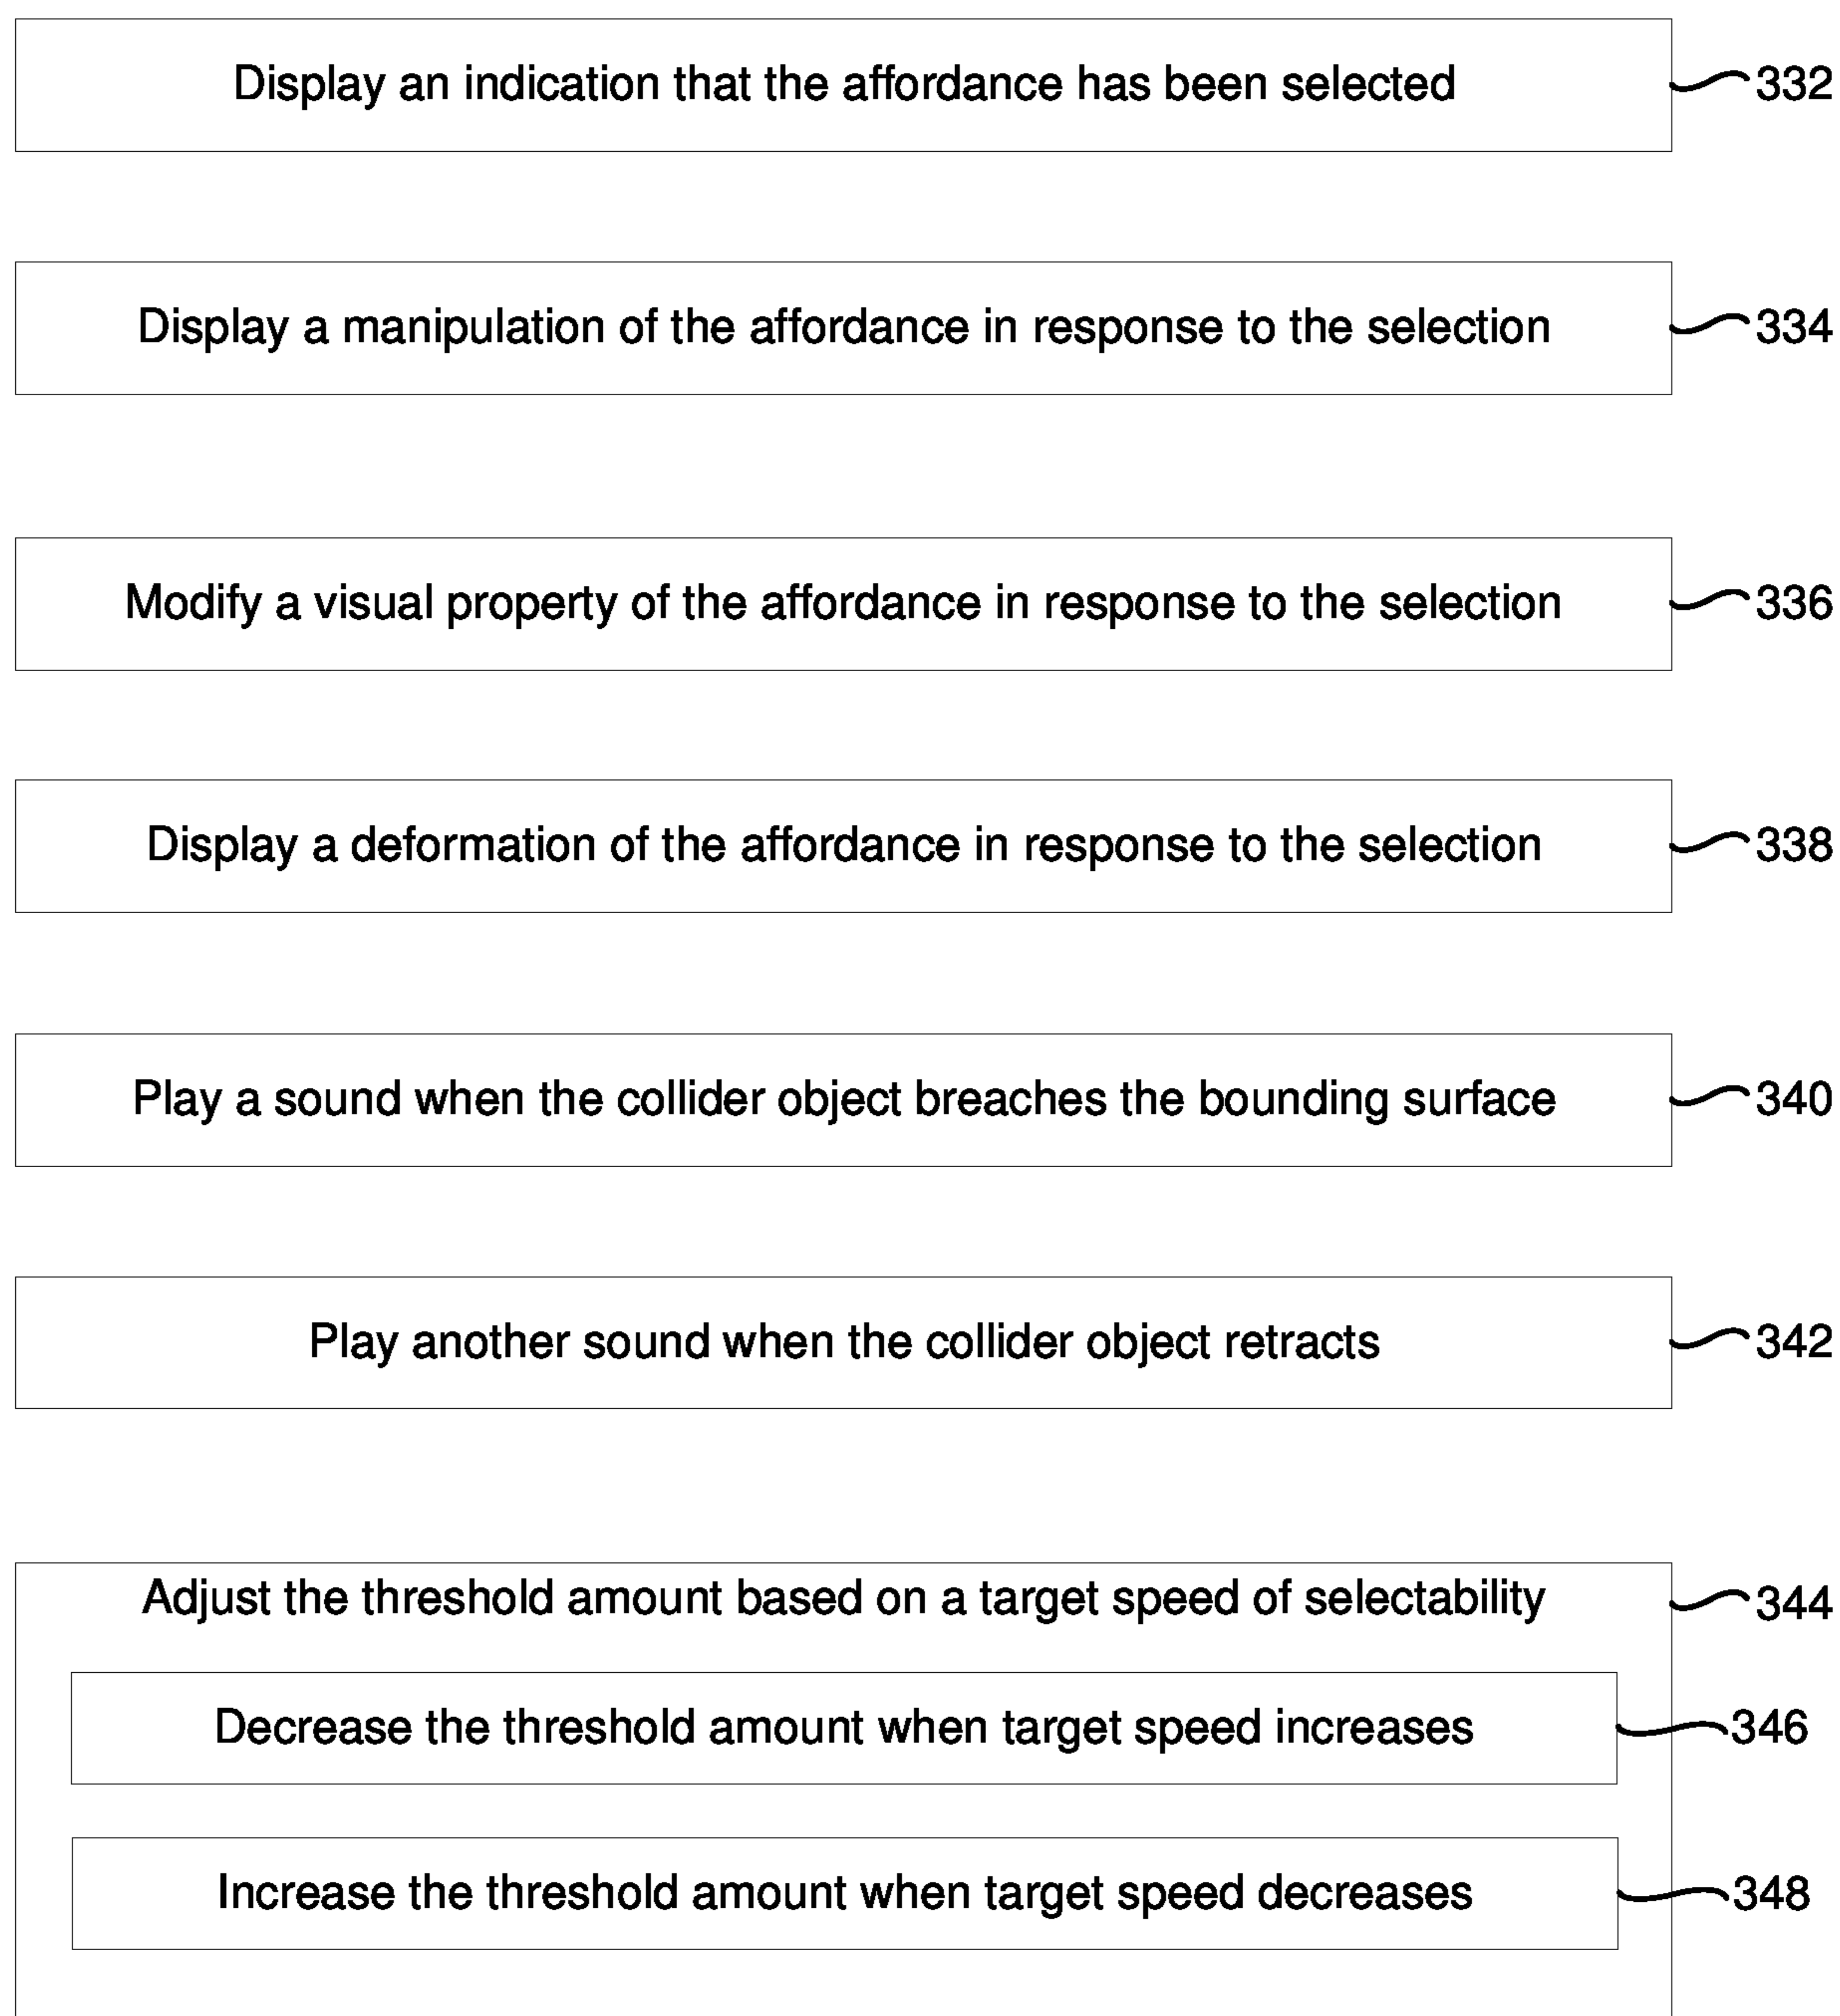 Display an indication that the affordance has been selected 332
Display a manipulation of the affordance in response to the selection 334
Modify a visual property of the affordance in response to the selection 336
Display a deformation of the affordance in response to the selection 338
Play a sound when the collider object breaches the bounding surface 340
Play another sound when the collider object retracts 342
Adjust the threshold amount based on a target speed of selectability 344
Decrease the threshold amount when target speed increases 346
Increase the threshold amount when target speed decreases 348